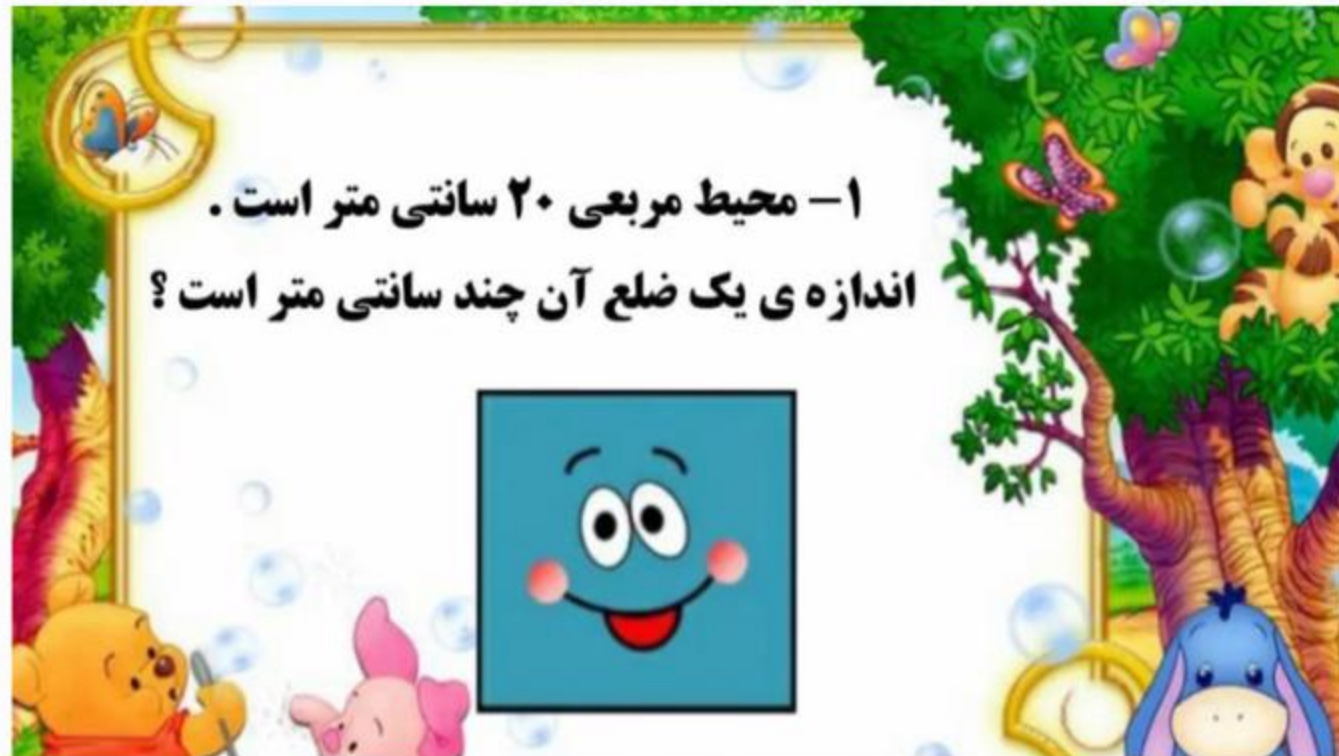 ۱– محیط مربعی ۲۰ سانتی متر است .
اندازه ی یک ضلع آن چند سانتی متر است ؟